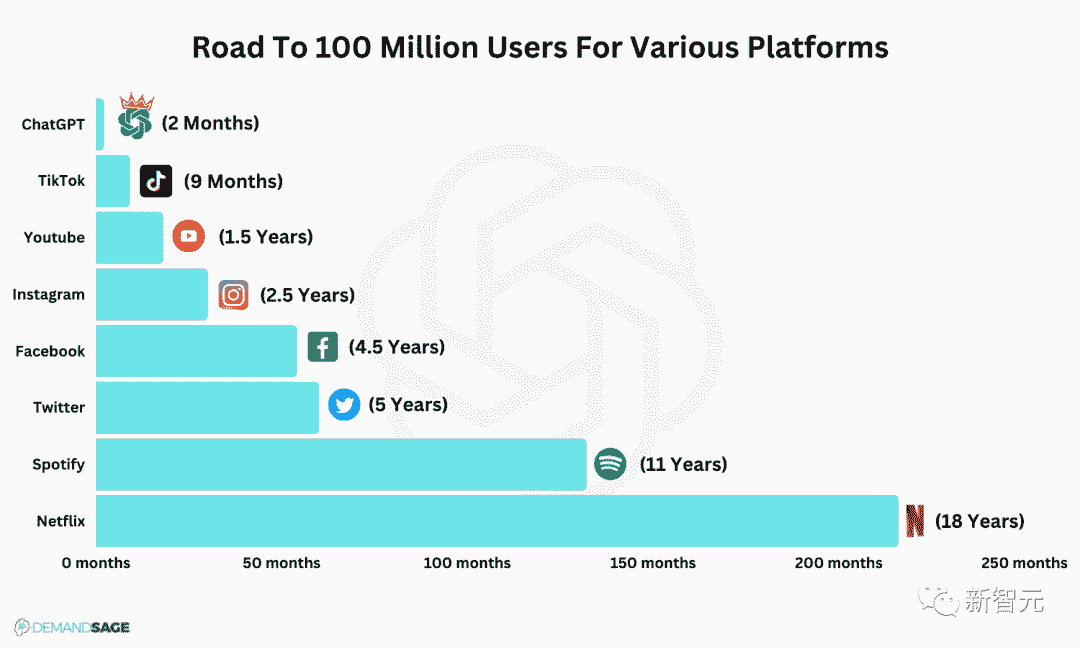 Road To 100 Million Users For Various Platforms
ChatGPT (2 Months)
TikTok (9 Months)
Youtube (1.5 Years)
Instagram (2.5 Years)
Facebook (4.5 Years)
Twitter (5 Years)
Spotify (11 Years)
Netflix N (18 Years)
0 months 50 months 100 months 150 months 200 months 250 months
新智元
DEMANDSAGE